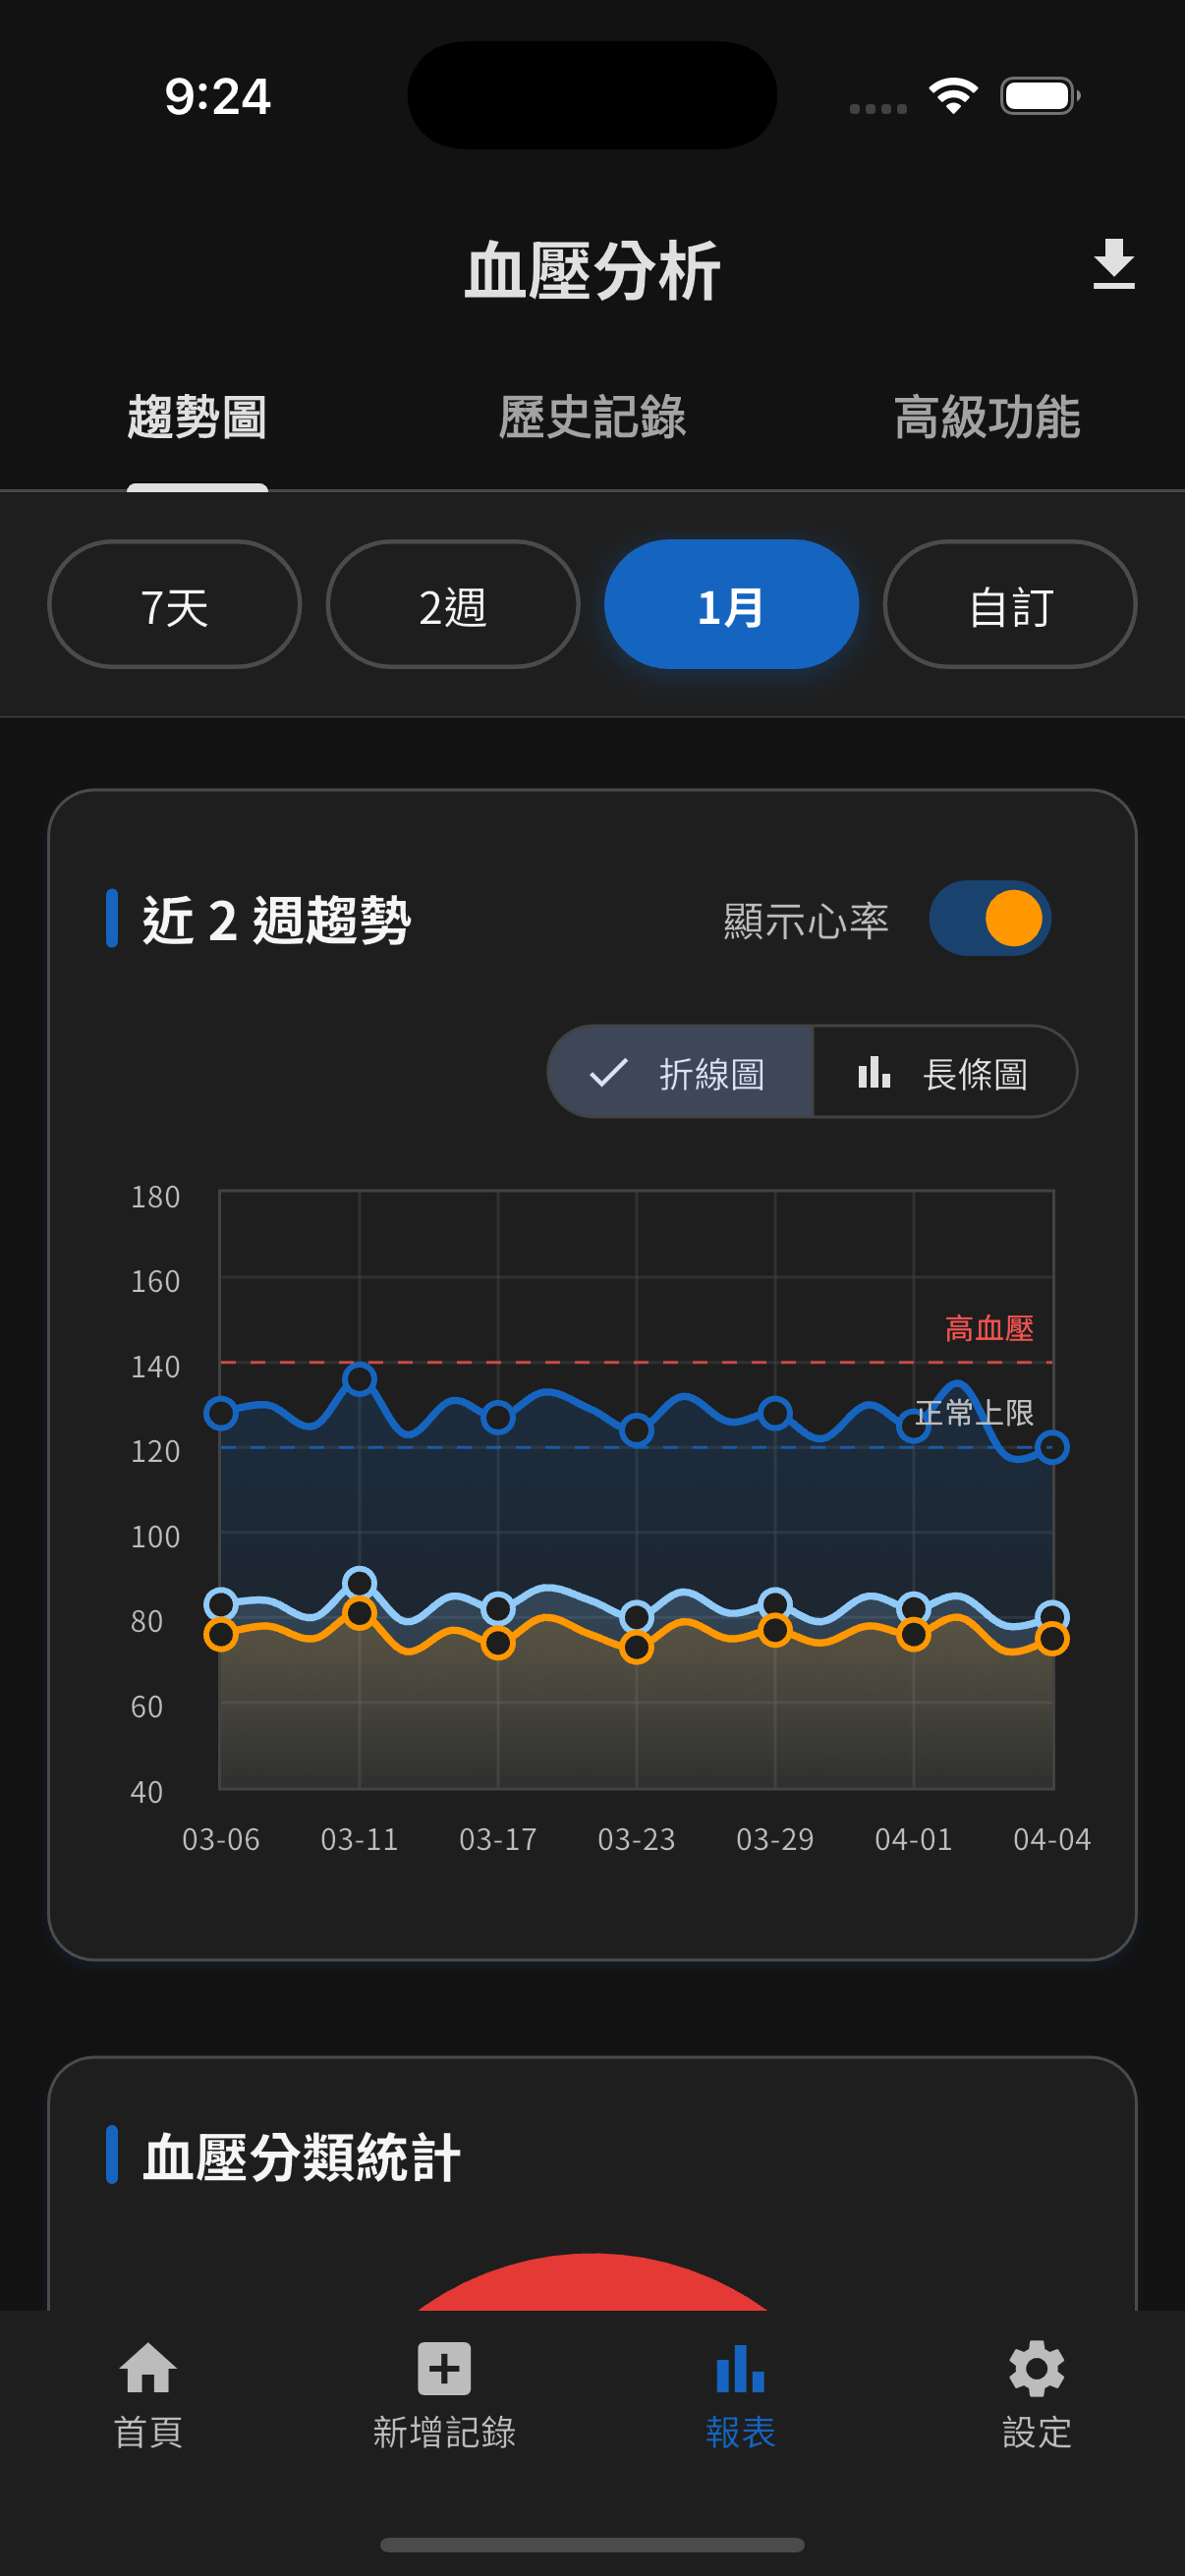 9:24
血壓分析
趨勢圖
歷史記錄
高級功能
7天
2週
1月
自訂
近 2 週趨勢
顯示心率
折線圖
長條圖
180
160
高血壓
140
正常上限
120
100
80
60
40
03-06
03-11
03-17
03-23
03-29
04-01
04-04
血壓分類統計
首頁
新增記錄
報表
設定